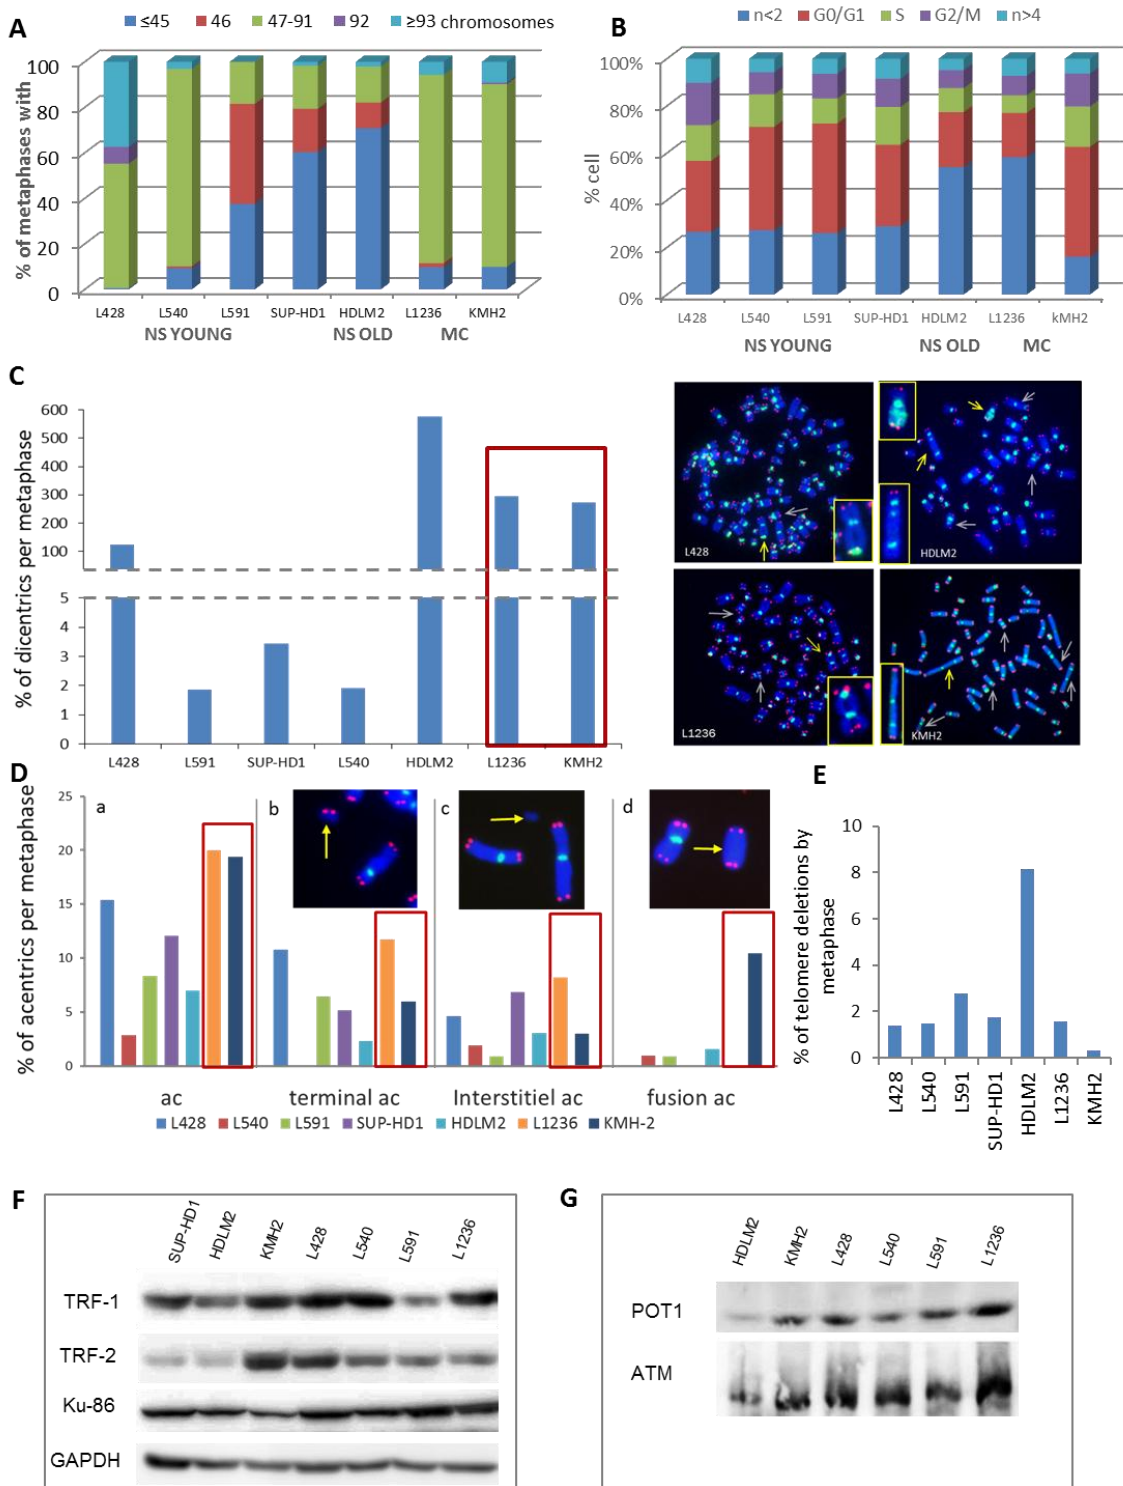 A
≤45 46 47-91 92 ≥93 chromosomes
% of metaphases with
100
80
60
40
20
0
L428 L540 L591 SUP-HD1 HDLM2 L1236 KMH2
NS YOUNG NS OLD MC
B
n<2 G0/G1 S G2/M n>4
% cell
100%
80%
60%
40%
20%
0%
L428 L540 L591 SUP-HD1 HDLM2 L1236 kMH2
NS YOUNG NS OLD MC
C
% of dicentrics per metaphase
600
500
400
300
200
100
5
4
3
2
1
0
L428 L591 SUP-HD1 L540 HDLM2 L1236 KMH2
L428
HDLM2
L1236
KMH2
D
% of acentrics per metaphase
25
20
15
10
5
0
a b c d
ac terminal ac Interstitiel ac fusion ac
L428 L540 L591 SUP-HD1 HDLM2 L1236 KMH-2
E
% of telomere deletions by
metaphase
10
8
6
4
2
0
L428 L540 L591 SUP-HD1 HDLM2 L1236 KMH2
F
SUP-HD1 HDLM2 KMH2 L428 L540 L591 L1236
TRF-1
TRF-2
Ku-86
GAPDH
G
HDLM2 KMH2 L428 L540 L591 L1236
POT1
ATM